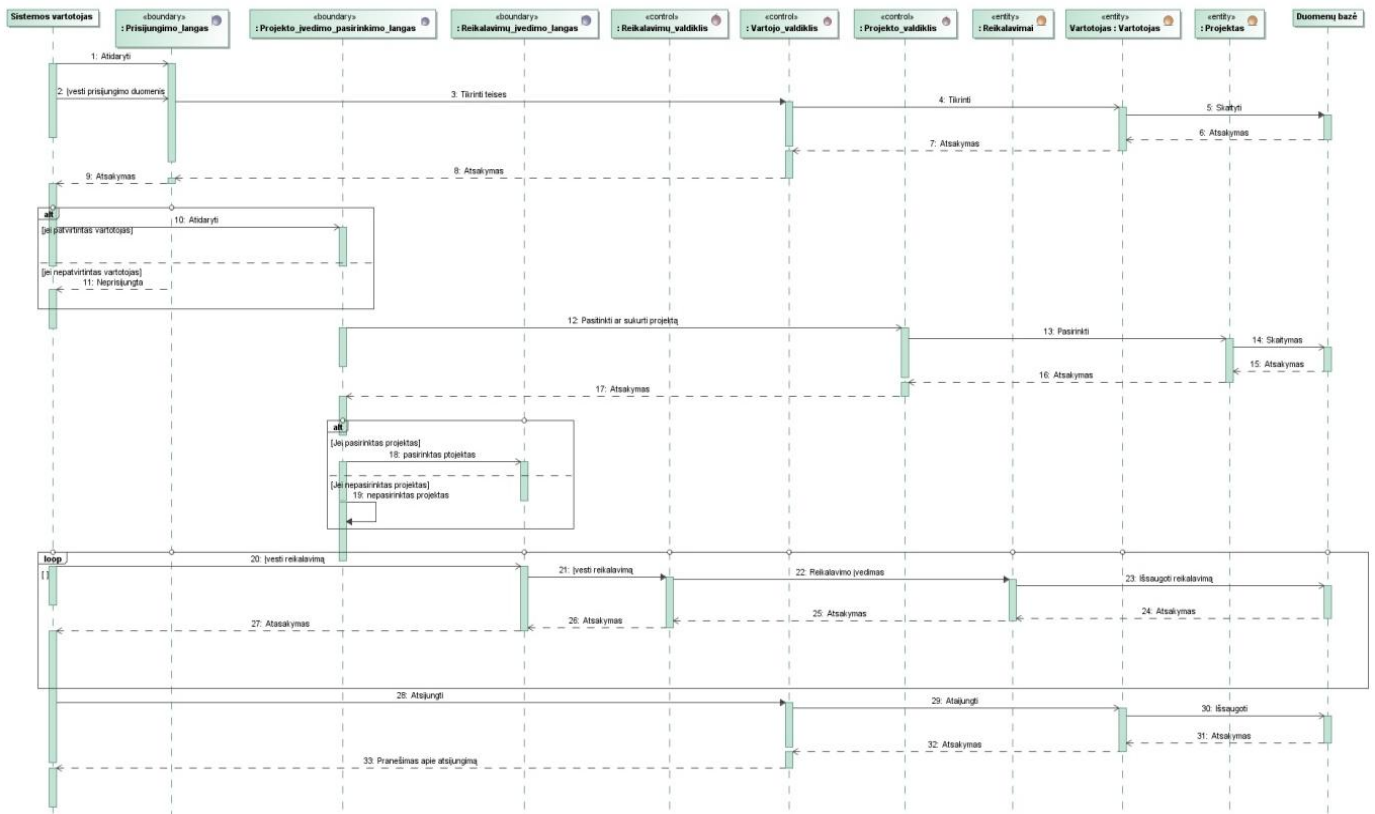 Sistemos vartotojas
«boundary»
: Prisijungimo_langas
«boundary»
: Projekto_įvedimo_pasirinkimo_langas
«boundary»
: Reikalavimų_įvedimo_langas
«control»
: Reikalavimų_valdiklis
«control»
: Vartojo_valdiklis
«control»
: Projekto_valdiklis
«entity»
: Reikalavimai
«entity»
Vartotojas : Vartotojas
«entity»
: Projektas
Duomenų bazė
1: Atidaryti
2: Įvesti prisijungimo duomenis
3: Tikrinti teises
4: Tikrinti
5: Skaityti
6: Atsakymas
7: Atsakymas
8: Atsakymas
9: Atsakymas
alt
10: Atidaryti
[jei patvirtintas vartotojas]
[jei nepatvirtintas vartotojas]
11: Neprisijungta
12: Pasitinkti ar sukurti projektą
13: Pasirinkti
14: Skaitymas
15: Atsakymas
16: Atsakymas
17: Atsakymas
alt
[Jei pasirinktas projektas]
18: pasirinktas ptojektas
[Jei nepasirinktas projektas]
19: nepasirinktas projektas
loop
[ ]
20: Įvesti reikalavimą
21: Įvesti reikalavimą
22: Reikalavimo įvedimas
23: Išsaugoti reikalavimą
24: Atsakymas
25: Atsakymas
26: Atsakymas
27: Atasakymas
28: Atsijungti
29: Ataijungti
30: Išsaugoti
31: Atsakymas
32: Atsakymas
33: Pranešimas apie atsijungimą